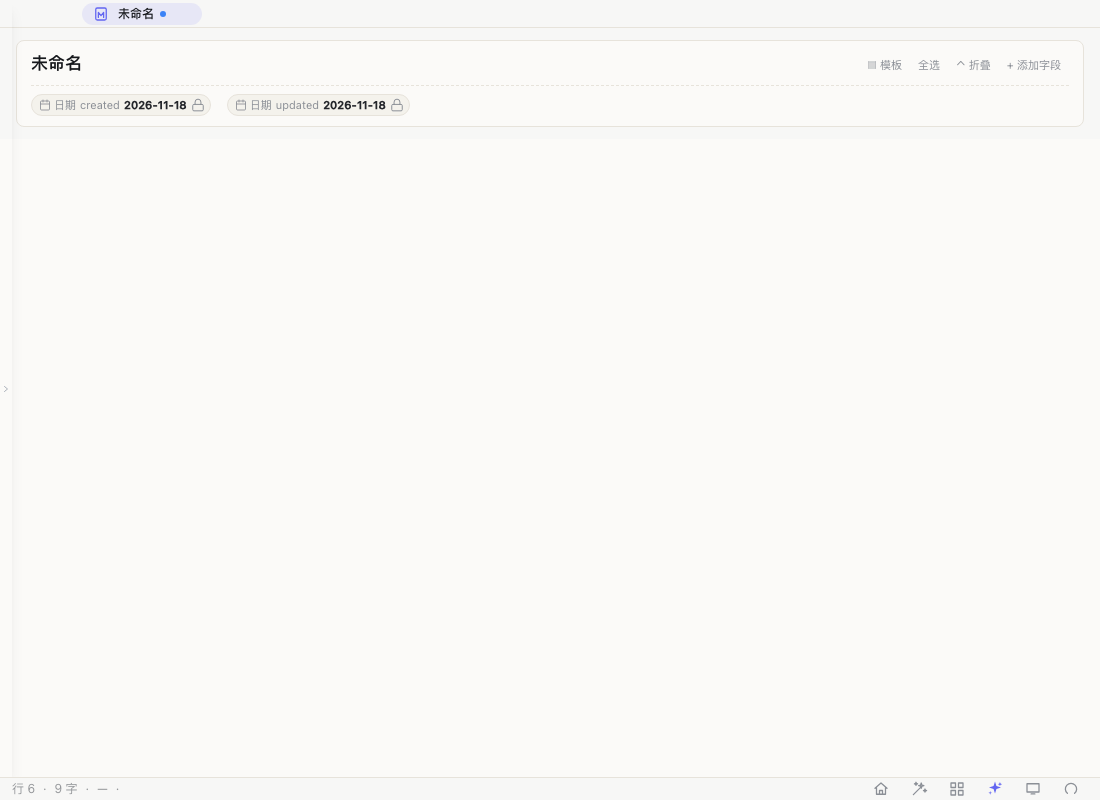 未命名
未命名
模板 全选 折叠 + 添加字段
日期 created 2026-11-18 日期 updated 2026-11-18
行 6 · 9 字 · — ·